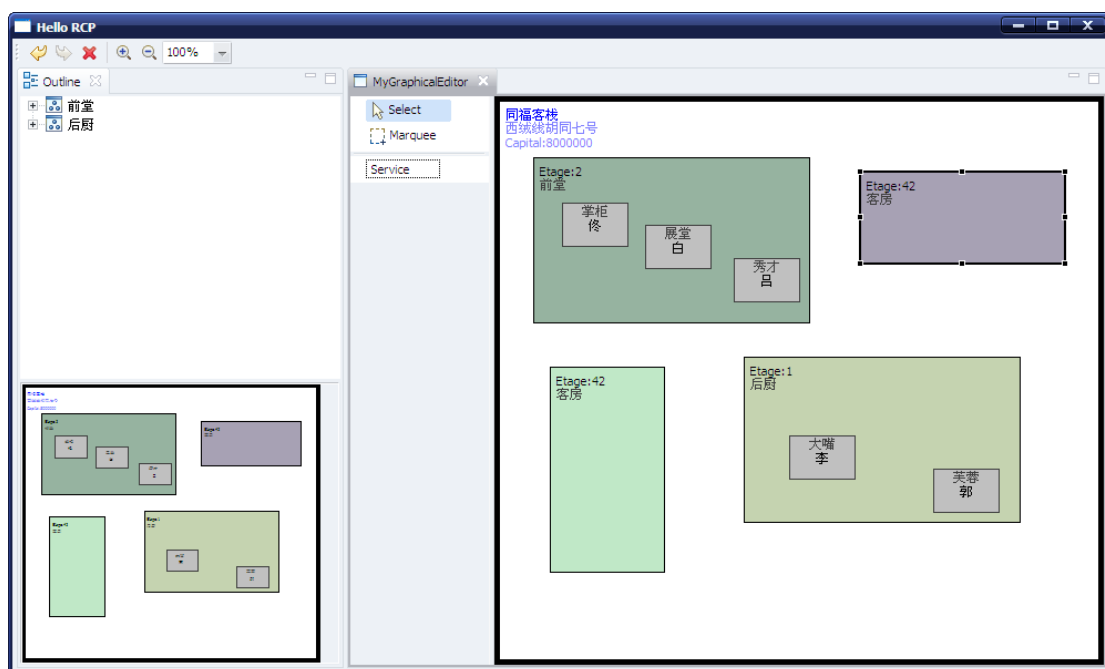 Hello RCP
100%
Outline
前堂
后厨
MyGraphicalEditor
Select
Marquee
Service
同福客栈
西绒线胡同七号
Capital:8000000
Etage:2
前堂
掌柜
佟
展堂
白
秀才
吕
Etage:42
客房
Etage:42
客房
Etage:1
后厨
大嘴
李
芙蓉
郭